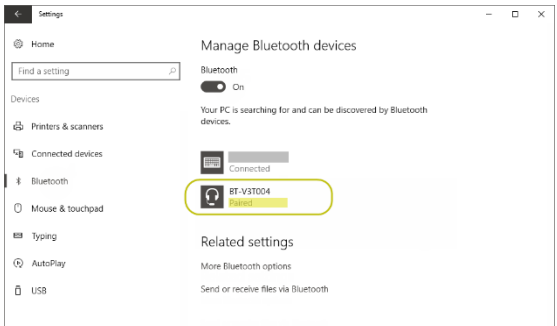 Settings
Home
Find a setting
Devices
Printers & scanners
Connected devices
Bluetooth
Mouse & touchpad
Typing
AutoPlay
USB
Manage Bluetooth devices
Bluetooth
On
Your PC is searching for and can be discovered by Bluetooth
devices.
Connected
BT-V3T004
Paired
Related settings
More Bluetooth options
Send or receive files via Bluetooth